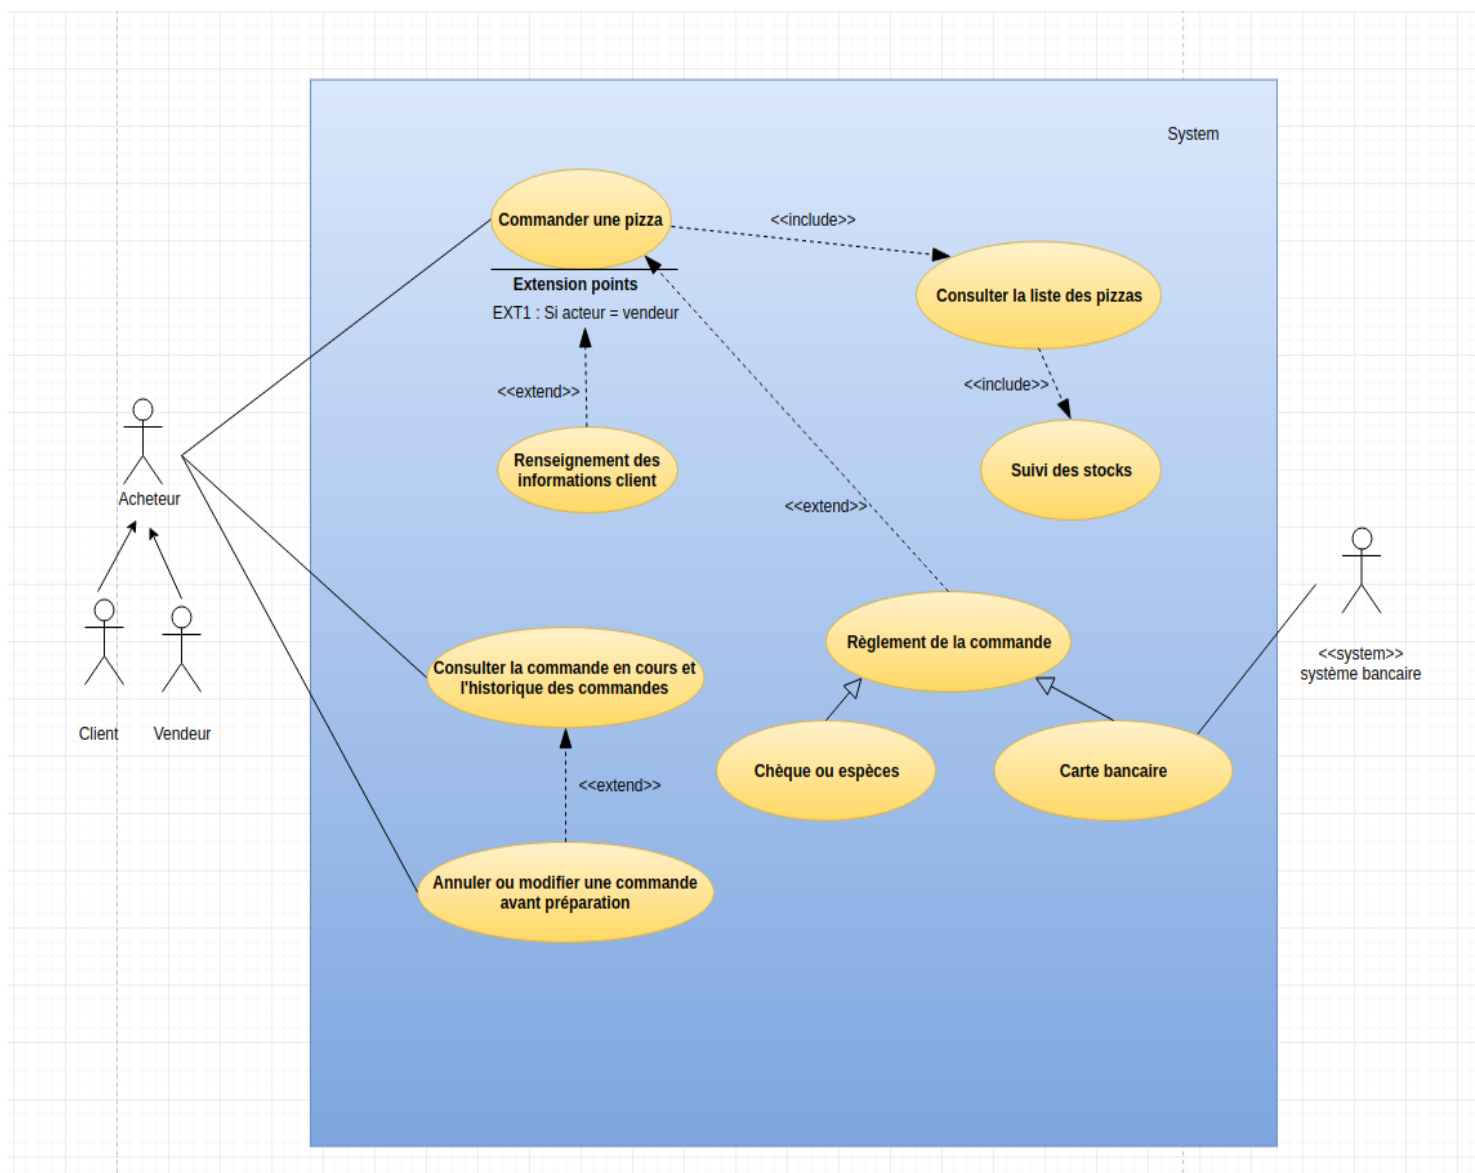 System
Commander une pizza
<<include>>
Extension points
EXT1 : Si acteur = vendeur
Consulter la liste des pizzas
<<extend>>
<<include>>
Renseignement des
informations client
Suivi des stocks
Acheteur
<<extend>>
Règlement de la commande
<<system>>
système bancaire
Consulter la commande en cours et
l'historique des commandes
Client
Vendeur
Chèque ou espèces
Carte bancaire
<<extend>>
Annuler ou modifier une commande
avant préparation